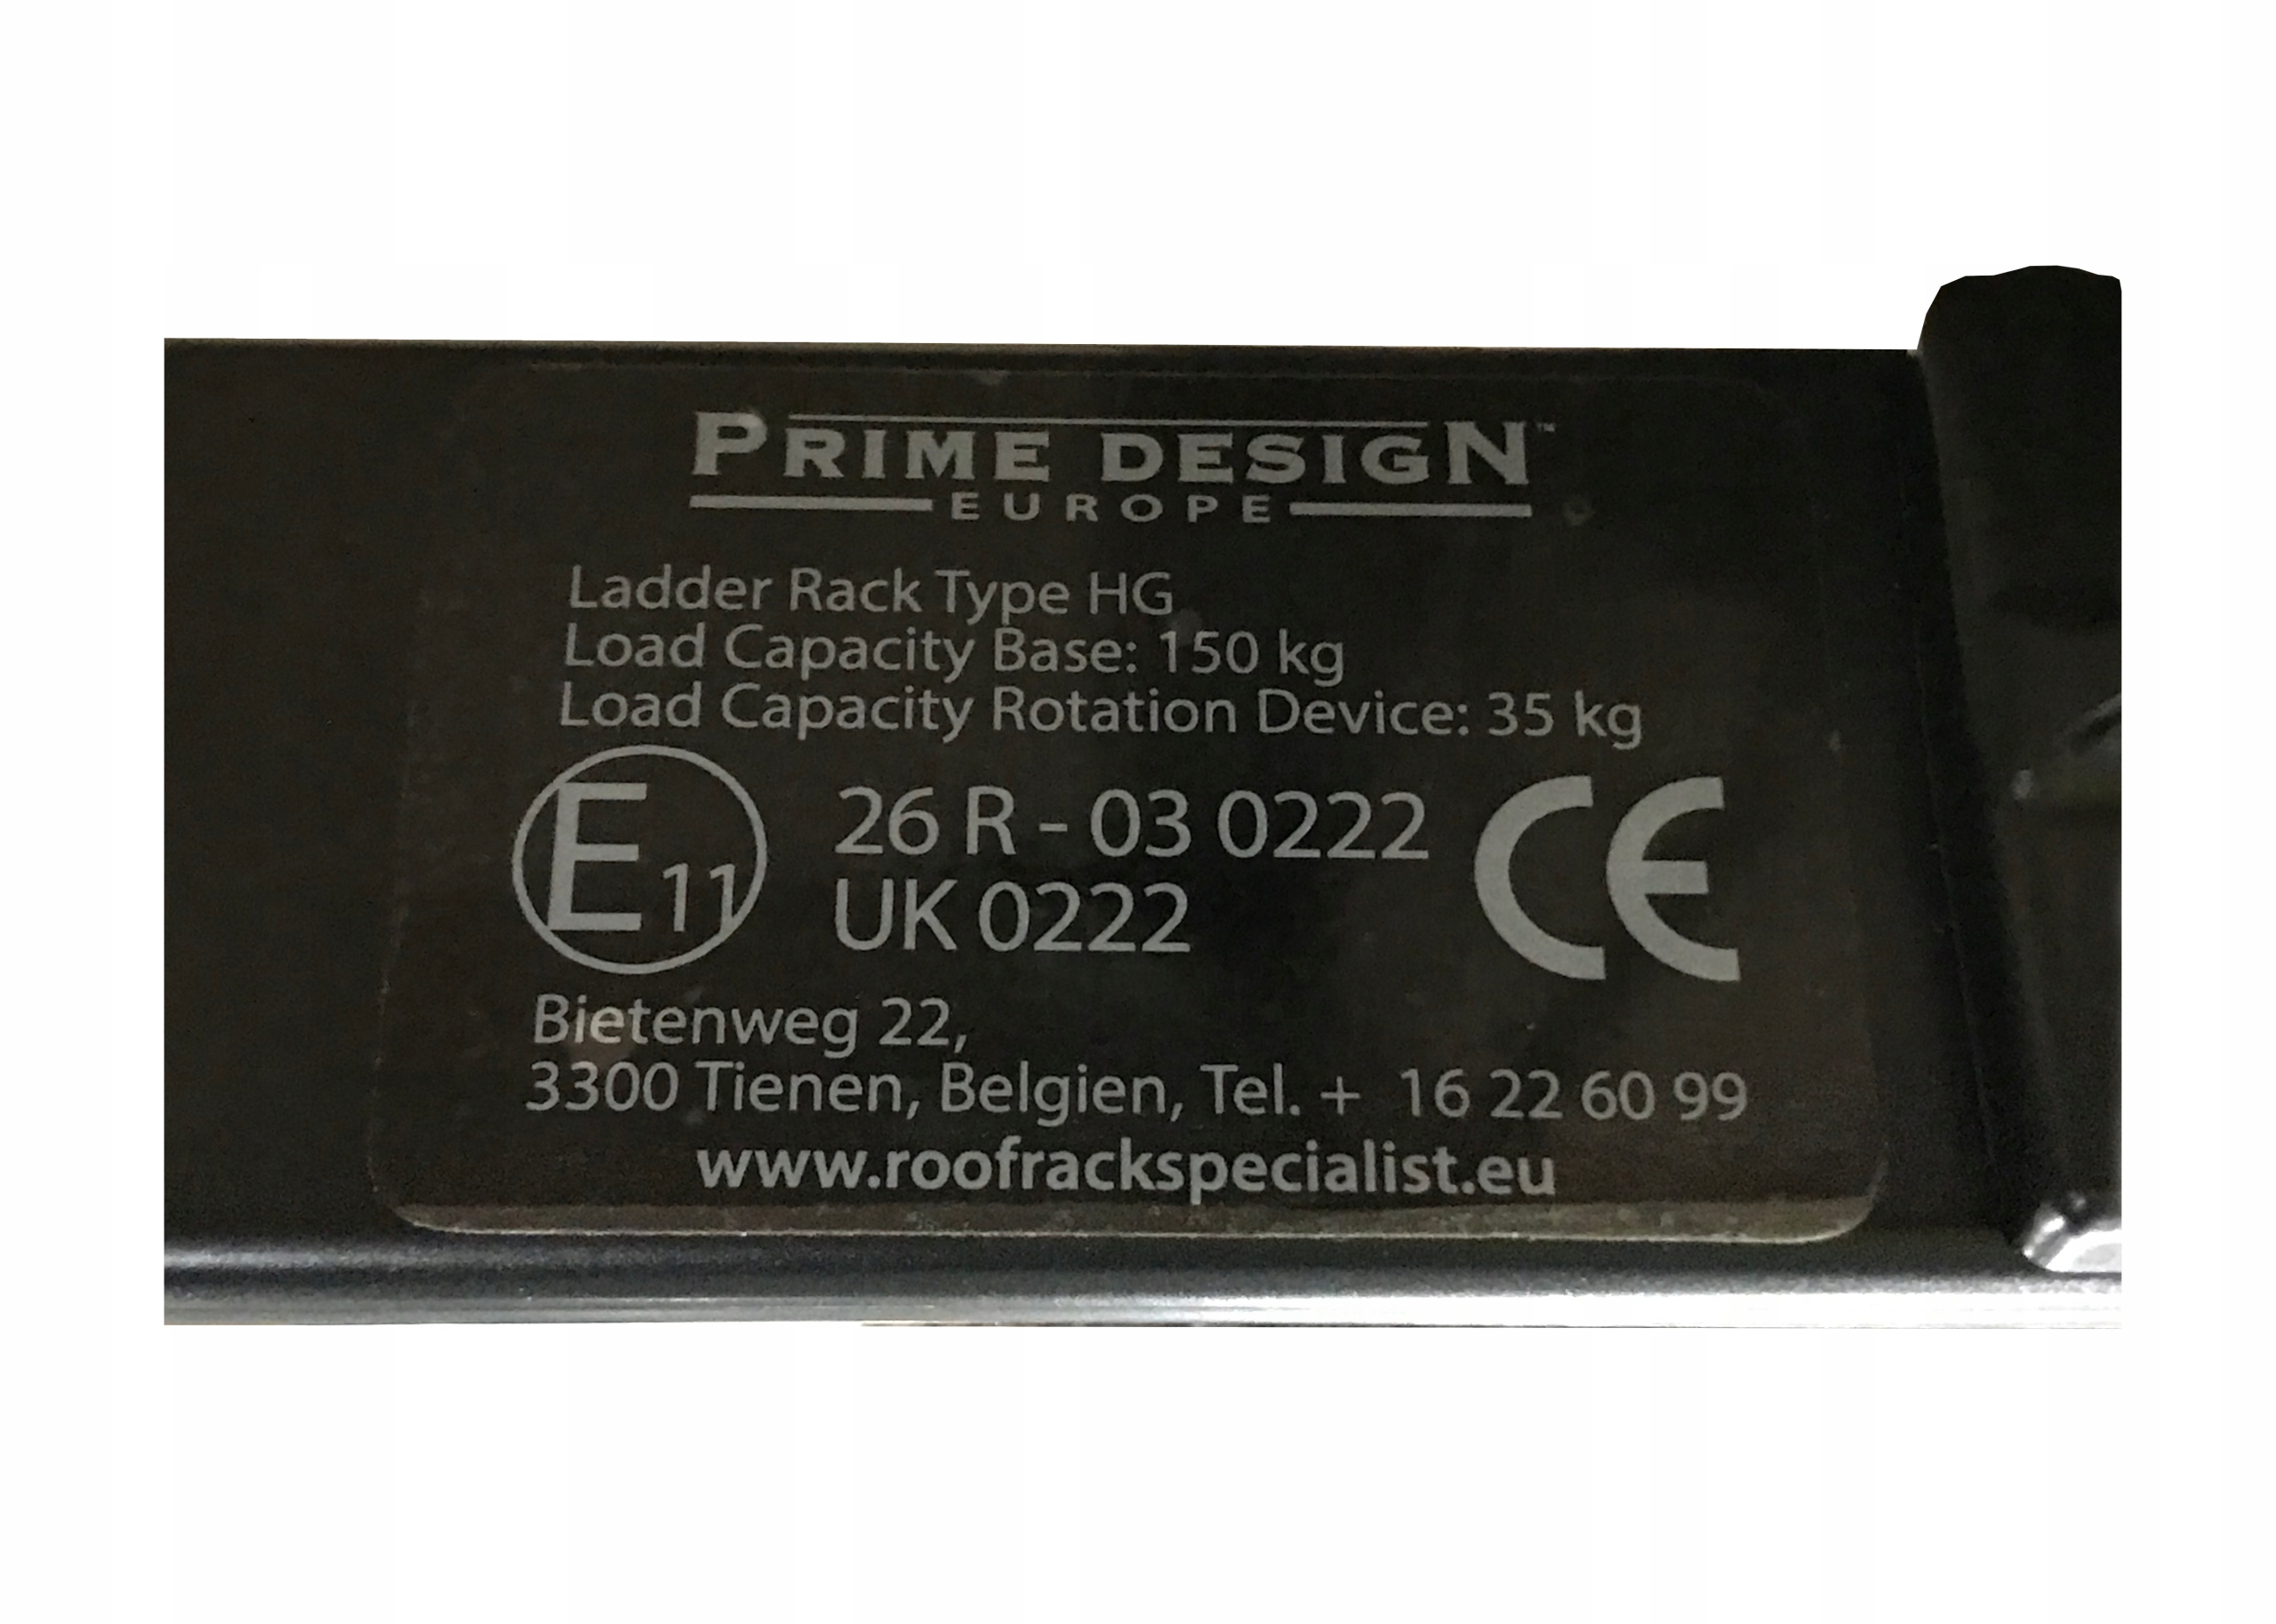 PRIME DESIGN™
EUROPE
Ladder Rack Type HG
Load Capacity Base: 150 kg
Load Capacity Rotation Device: 35 kg
E11 26 R - 03 0222 CE
UK 0222
Bietenweg 22,
3300 Tienen, Belgien, Tel. + 16 22 60 99
www.roofrackspecialist.eu